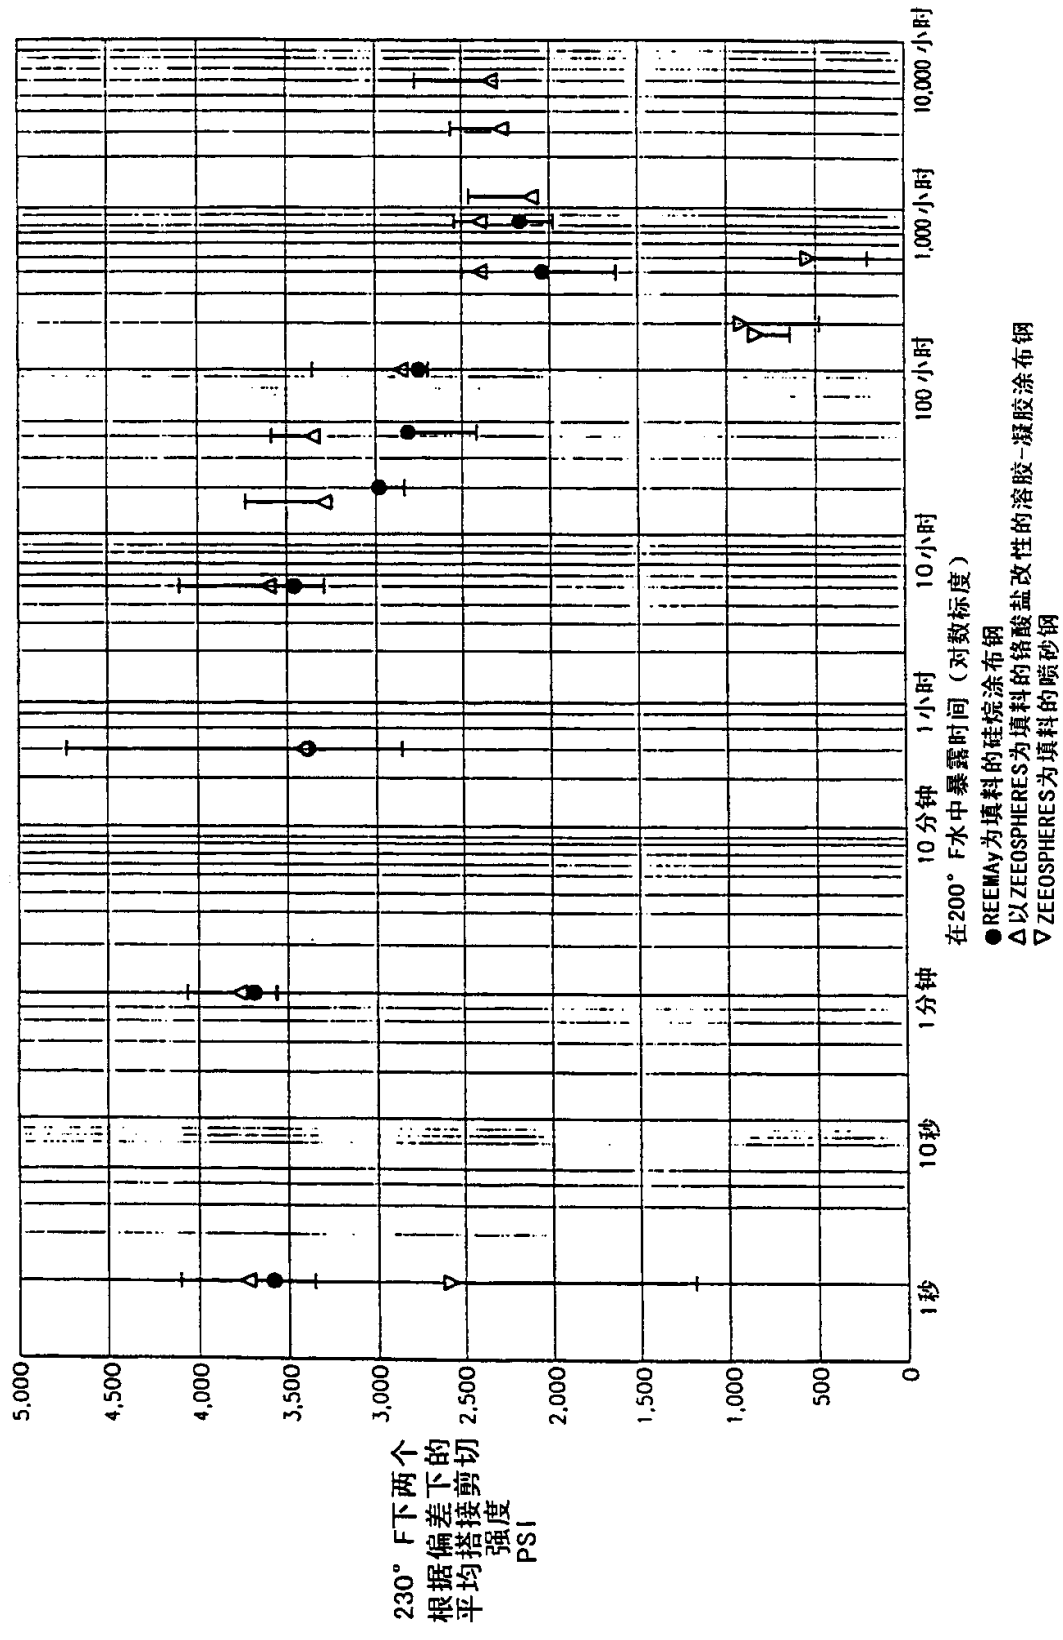 230° F下两个
根据偏差下的
平均搭接剪切
强度
PSI
5,000
4,500
4,000
3,500
3,000
2,500
2,000
1,500
1,000
500
0
1秒
10秒
1分钟
10分钟
1小时
10小时
100小时
1,000小时
10,000小时
在200° F水中暴露时间（对数标度）
●REEMAy为填料的硅烷涂布钢
△以ZEEOSPHERES为填料的铬酸盐改性的溶胶-凝胶涂布钢
▽ZEEOSPHERES为填料的喷砂钢